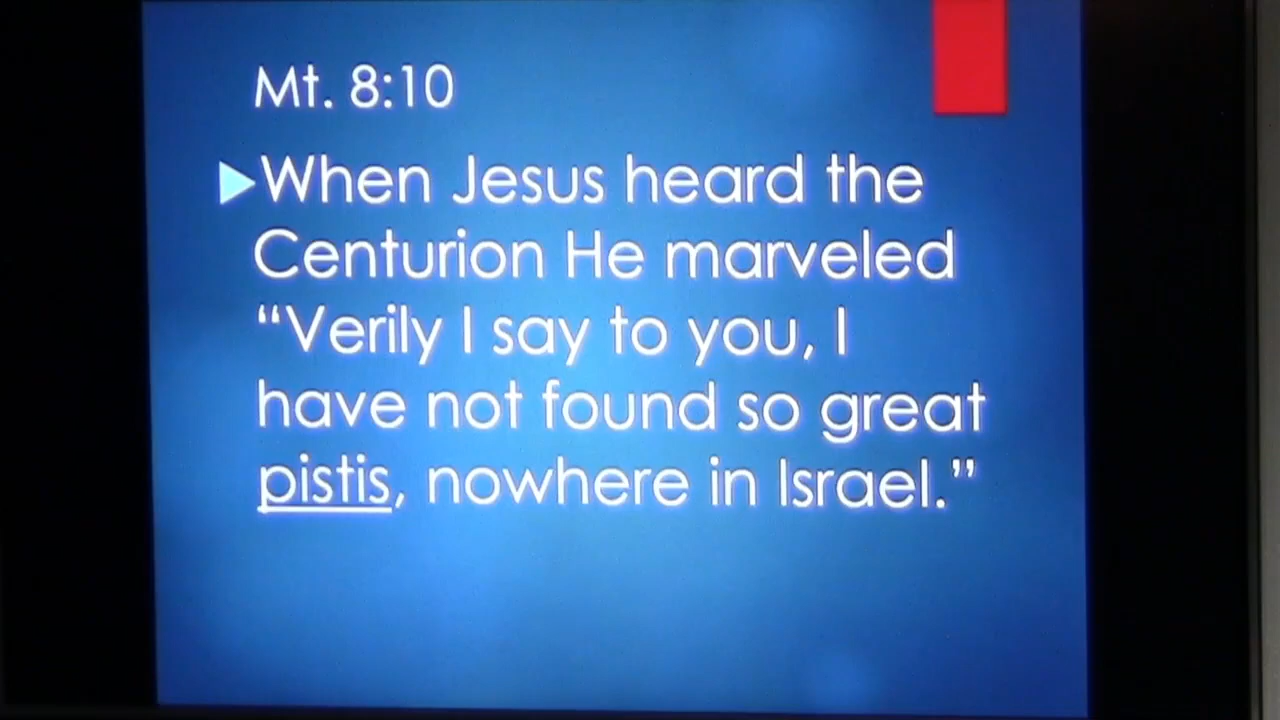 Mt. 8:10
When Jesus heard the
Centurion He marveled
“Verily I say to you, I
have not found so great
pistis, nowhere in Israel.”